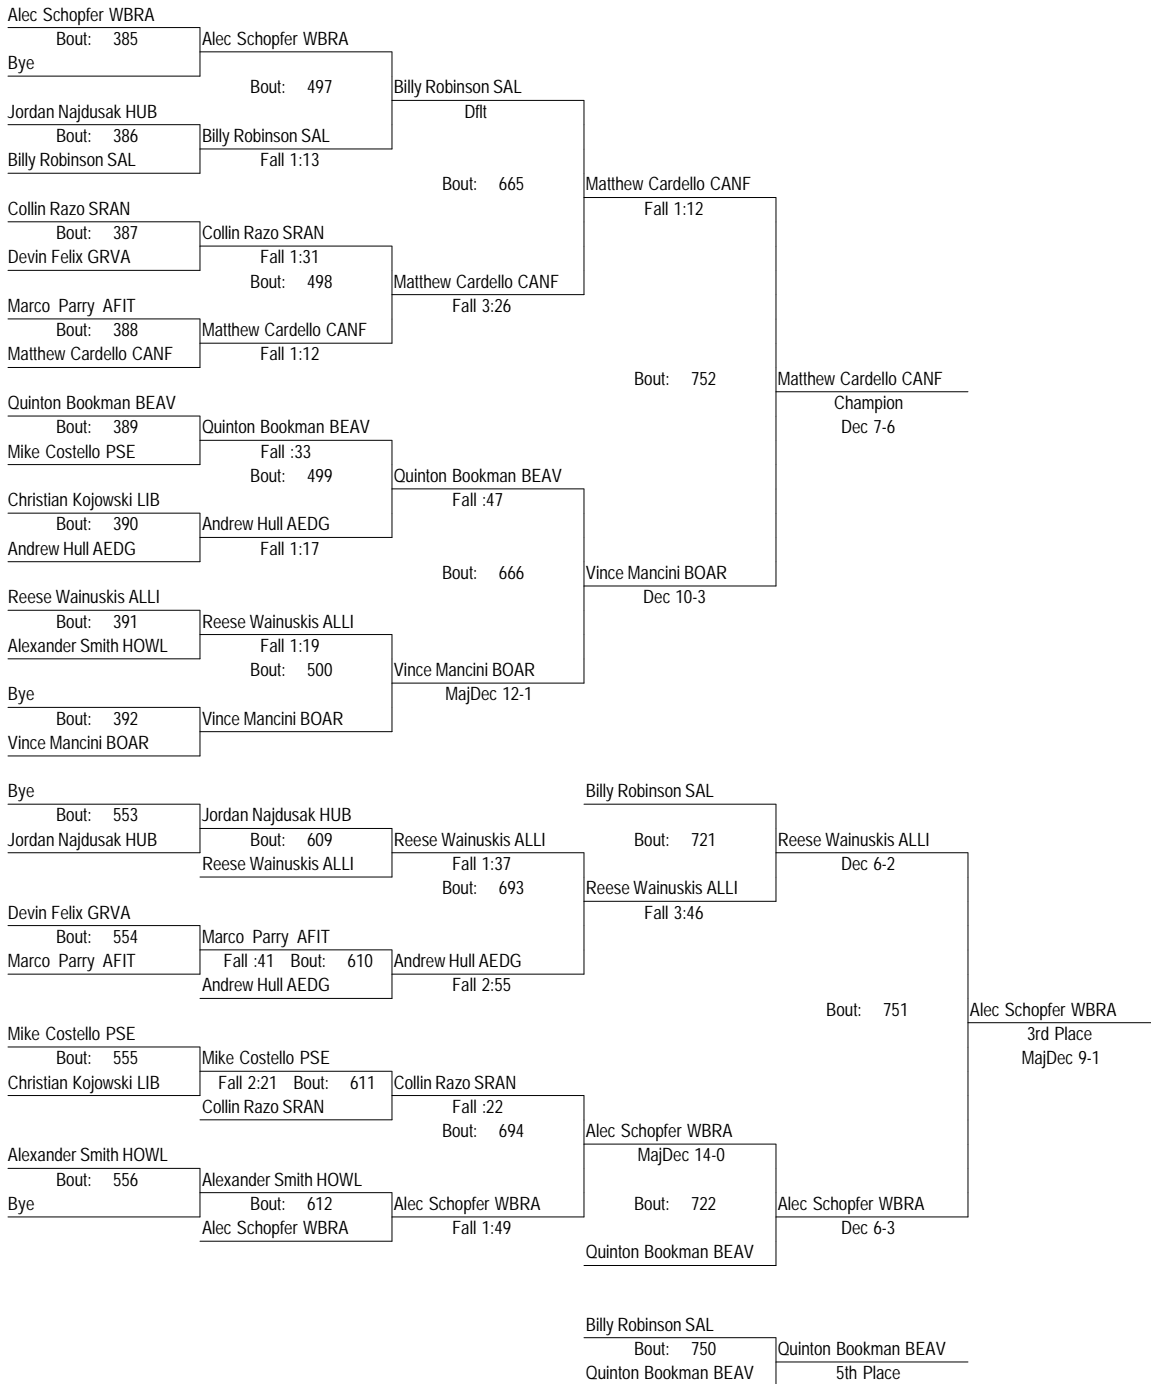 Alec Schopfer WBRA
Bout: 385 Alec Schopfer WBRA
Bye
Bout: 497 Billy Robinson SAL
Jordan Najdusak HUB Dflt
Bout: 386 Billy Robinson SAL
Billy Robinson SAL Fall 1:13
Bout: 665 Matthew Cardello CANF
Collin Razo SRAN Fall 1:12
Bout: 387 Collin Razo SRAN
Devin Felix GRVA Fall 1:31
Bout: 498 Matthew Cardello CANF
Marco Parry AFIT Fall 3:26
Bout: 388 Matthew Cardello CANF
Matthew Cardello CANF Fall 1:12
Bout: 752 Matthew Cardello CANF
Quinton Bookman BEAV Champion
Bout: 389 Quinton Bookman BEAV Dec 7-6
Mike Costello PSE Fall :33
Bout: 499 Quinton Bookman BEAV
Christian Kojowski LIB Fall :47
Bout: 390 Andrew Hull AEDG
Andrew Hull AEDG Fall 1:17
Bout: 666 Vince Mancini BOAR
Reese Wainuskis ALLI Dec 10-3
Bout: 391 Reese Wainuskis ALLI
Alexander Smith HOWL Fall 1:19
Bout: 500 Vince Mancini BOAR
Bye MajDec 12-1
Bout: 392 Vince Mancini BOAR
Vince Mancini BOAR
Bye Billy Robinson SAL
Bout: 553 Jordan Najdusak HUB
Jordan Najdusak HUB Bout: 609 Reese Wainuskis ALLI Bout: 721 Reese Wainuskis ALLI
Reese Wainuskis ALLI Fall 1:37 Dec 6-2
Bout: 693 Reese Wainuskis ALLI
Devin Felix GRVA Fall 3:46
Bout: 554 Marco Parry AFIT
Marco Parry AFIT Fall :41 Bout: 610 Andrew Hull AEDG
Andrew Hull AEDG Fall 2:55
Bout: 751 Alec Schopfer WBRA
Mike Costello PSE 3rd Place
Bout: 555 Mike Costello PSE MajDec 9-1
Christian Kojowski LIB Fall 2:21 Bout: 611 Collin Razo SRAN
Collin Razo SRAN Fall :22
Bout: 694 Alec Schopfer WBRA
Alexander Smith HOWL MajDec 14-0
Bout: 556 Alexander Smith HOWL
Bye Bout: 612 Alec Schopfer WBRA Bout: 722 Alec Schopfer WBRA
Alec Schopfer WBRA Fall 1:49 Dec 6-3
Quinton Bookman BEAV
Billy Robinson SAL
Bout: 750 Quinton Bookman BEAV
Quinton Bookman BEAV 5th Place